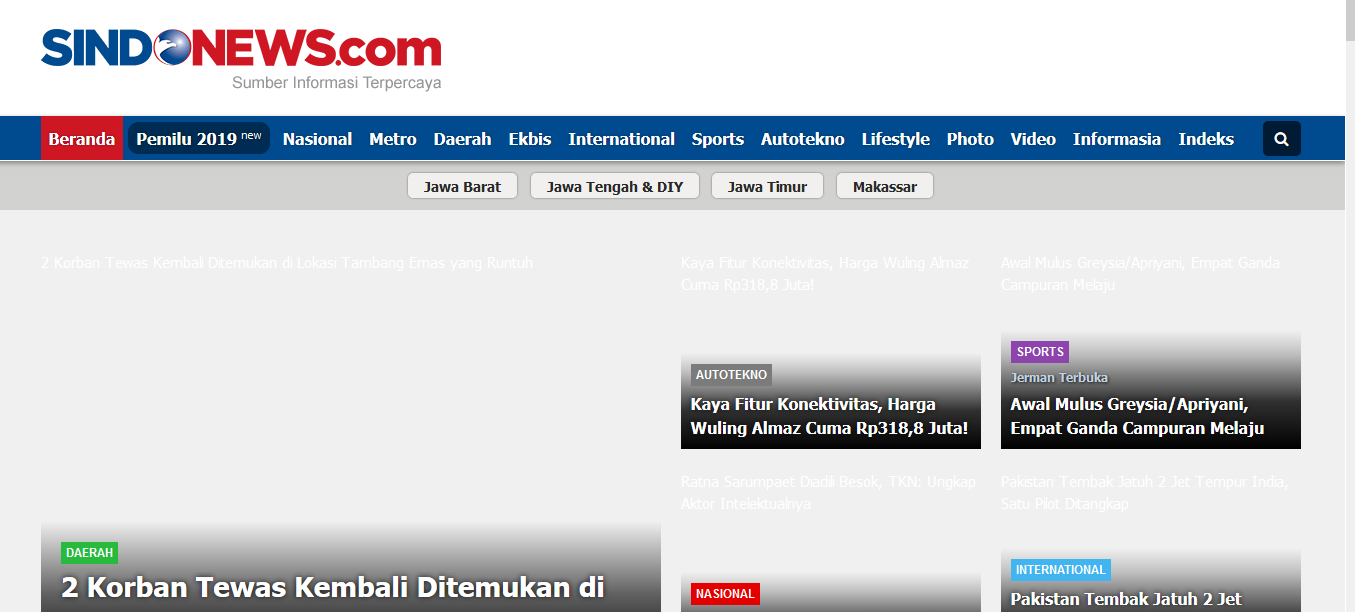 SINDONEWS.com
Sumber Informasi Terpercaya
Beranda Pemilu 2019 new Nasional Metro Daerah Ekbis International Sports Autotekno Lifestyle Photo Video Informasia Indeks
Jawa Barat Jawa Tengah & DIY Jawa Timur Makassar
2 Korban Tewas Kembali Ditemukan di Lokasi Tambang Emas yang Runtuh
DAERAH
2 Korban Tewas Kembali Ditemukan di
Kaya Fitur Konektivitas, Harga Wuling Almaz
Cuma Rp318,8 Juta!
AUTOTEKNO
Kaya Fitur Konektivitas, Harga
Wuling Almaz Cuma Rp318,8 Juta!
Awal Mulus Greysia/Apriyani, Empat Ganda
Campuran Melaju
SPORTS
Jerman Terbuka
Awal Mulus Greysia/Apriyani,
Empat Ganda Campuran Melaju
Ratna Sarumpaet Diadili Besok, TKN: Ungkap
Aktor Intelektualnya
NASIONAL
Pakistan Tembak Jatuh 2 Jet Tempur India,
Satu Pilot Ditangkap
INTERNATIONAL
Pakistan Tembak Jatuh 2 Jet